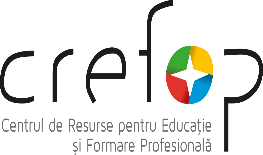 crefop
Centrul de Resurse pentru Educație
și Formare Profesională